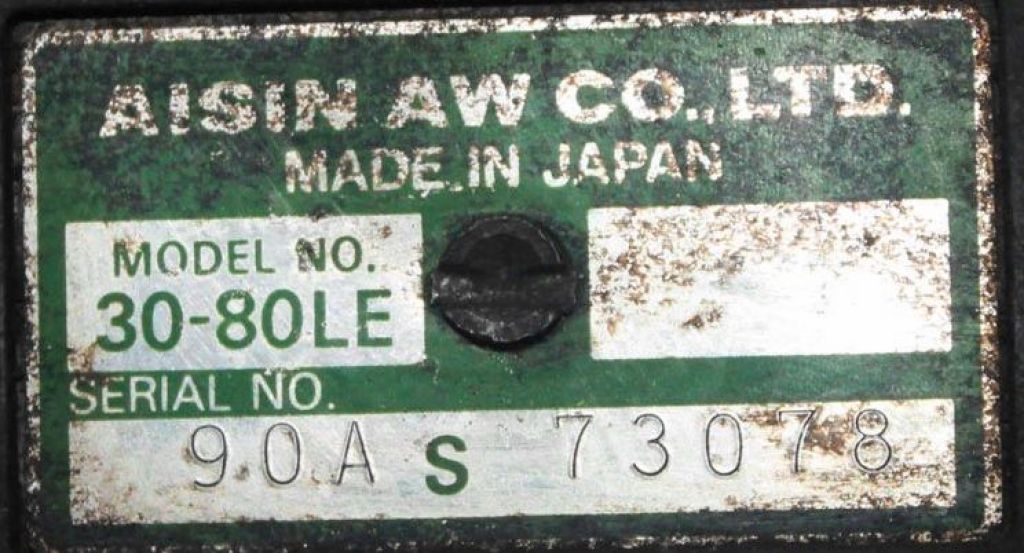 AISIN AW CO., LTD.
MADE IN JAPAN
MODEL NO.
30-80LE
SERIAL NO.
90A S 73078